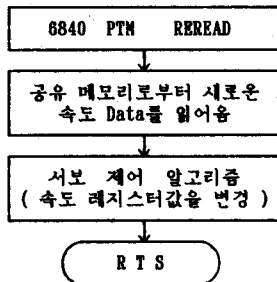 6840 PTM REREAD
공유 메모리로부터 새로운
속도 Data를 읽어옴
서보 제어 알고리즘
( 속도 레지스터값을 변경 )
R T S